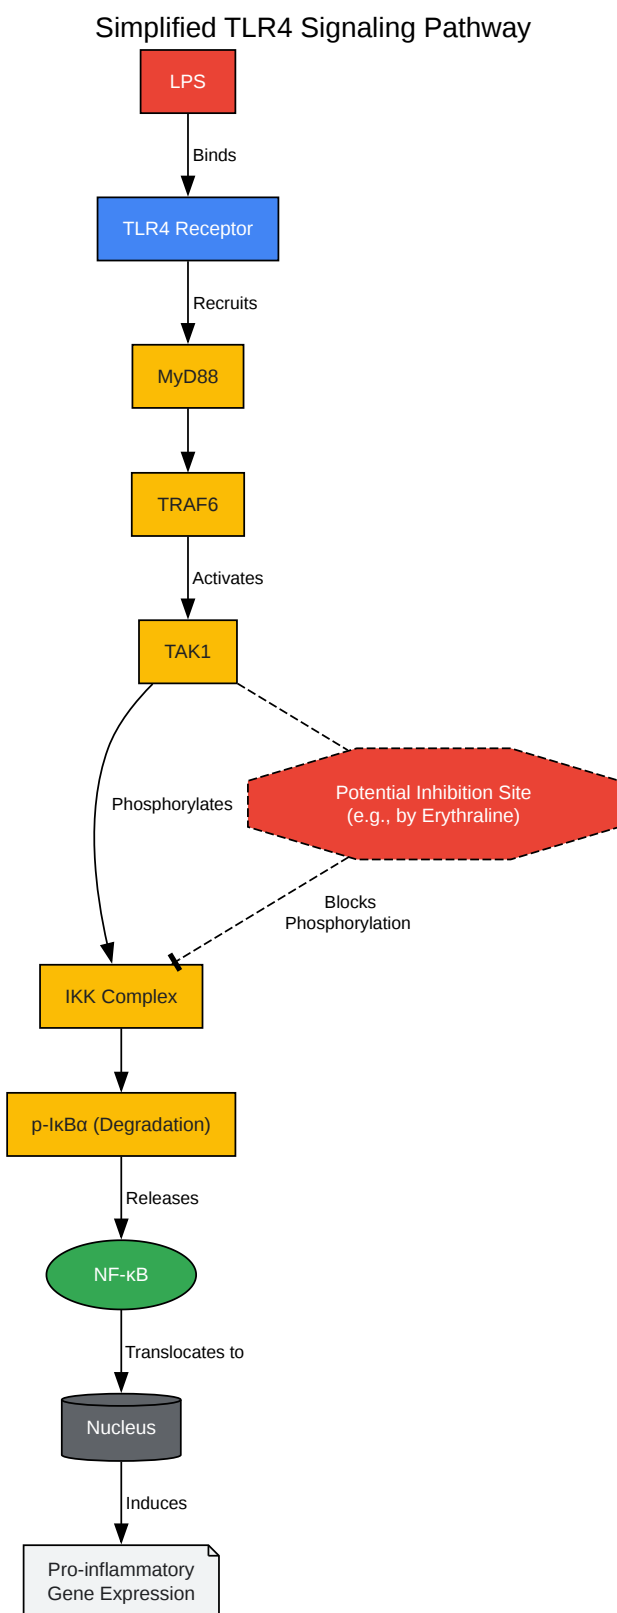 Simplified TLR4 Signaling Pathway
LPS
Binds
TLR4 Receptor
Recruits
MyD88
TRAF6
Activates
TAK1
Potential Inhibition Site
(e.g., by Erythraline)
Phosphorylates
Blocks
Phosphorylation
IKK Complex
p-IκBα (Degradation)
Releases
NF-κB
Translocates to
Nucleus
Induces
Pro-inflammatory
Gene Expression